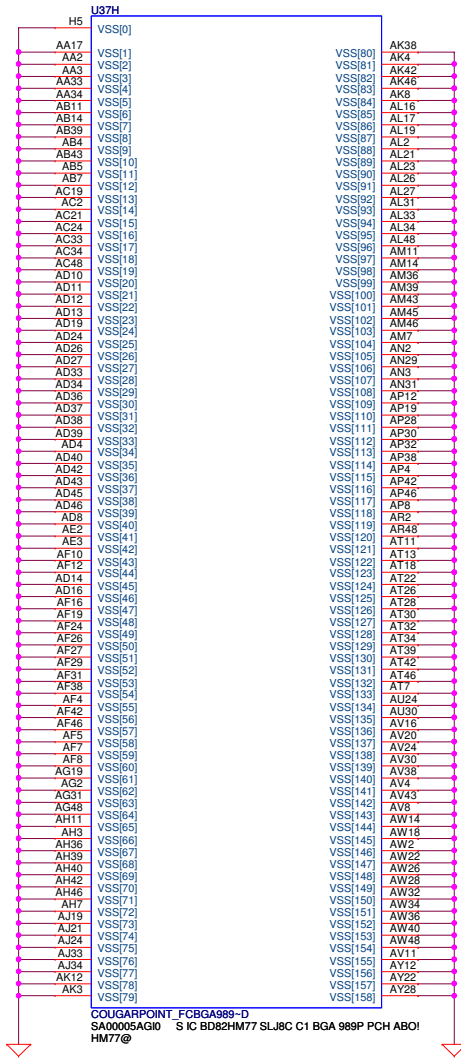 U37H
H5 VSS[0]
AA17 VSS[1] VSS[80] AK38
AA2 VSS[2] VSS[81] AK4
AA3 VSS[3] VSS[82] AK42
AA33 VSS[4] VSS[83] AK46
AA34 VSS[5] VSS[84] AK8
AB11 VSS[6] VSS[85] AL16
AB14 VSS[7] VSS[86] AL17
AB39 VSS[8] VSS[87] AL19
AB4 VSS[9] VSS[88] AL2
AB43 VSS[10] VSS[89] AL21
AB5 VSS[11] VSS[90] AL23
AB7 VSS[12] VSS[91] AL26
AC19 VSS[13] VSS[92] AL27
AC2 VSS[14] VSS[93] AL31
AC21 VSS[15] VSS[94] AL33
AC24 VSS[16] VSS[95] AL34
AC33 VSS[17] VSS[96] AL48
AC34 VSS[18] VSS[97] AM11
AC48 VSS[19] VSS[98] AM14
AD10 VSS[20] VSS[99] AM36
AD11 VSS[21] VSS[100] AM39
AD12 VSS[22] VSS[101] AM43
AD13 VSS[23] VSS[102] AM45
AD19 VSS[24] VSS[103] AM46
AD24 VSS[25] VSS[104] AM7
AD26 VSS[26] VSS[105] AN2
AD27 VSS[27] VSS[106] AN29
AD33 VSS[28] VSS[107] AN3
AD34 VSS[29] VSS[108] AN31
AD36 VSS[30] VSS[109] AP12
AD37 VSS[31] VSS[110] AP19
AD38 VSS[32] VSS[111] AP28
AD39 VSS[33] VSS[112] AP30
AD4 VSS[34] VSS[113] AP32
AD40 VSS[35] VSS[114] AP38
AD42 VSS[36] VSS[115] AP4
AD43 VSS[37] VSS[116] AP42
AD45 VSS[38] VSS[117] AP46
AD46 VSS[39] VSS[118] AP8
AD8 VSS[40] VSS[119] AR2
AE2 VSS[41] VSS[120] AR48
AE3 VSS[42] VSS[121] AT11
AF10 VSS[43] VSS[122] AT13
AF12 VSS[44] VSS[123] AT18
AD14 VSS[45] VSS[124] AT22
AD16 VSS[46] VSS[125] AT26
AF16 VSS[47] VSS[126] AT28
AF19 VSS[48] VSS[127] AT30
AF24 VSS[49] VSS[128] AT32
AF26 VSS[50] VSS[129] AT34
AF27 VSS[51] VSS[130] AT39
AF29 VSS[52] VSS[131] AT42
AF31 VSS[53] VSS[132] AT46
AF38 VSS[54] VSS[133] AT7
AF4 VSS[55] VSS[134] AU24
AF42 VSS[56] VSS[135] AU30
AF46 VSS[57] VSS[136] AV16
AF5 VSS[58] VSS[137] AV20
AF7 VSS[59] VSS[138] AV24
AF8 VSS[60] VSS[139] AV30
AG19 VSS[61] VSS[140] AV38
AG2 VSS[62] VSS[141] AV4
AG31 VSS[63] VSS[142] AV43
AG48 VSS[64] VSS[143] AV8
AH11 VSS[65] VSS[144] AW14
AH3 VSS[66] VSS[145] AW18
AH36 VSS[67] VSS[146] AW2
AH39 VSS[68] VSS[147] AW22
AH40 VSS[69] VSS[148] AW26
AH42 VSS[70] VSS[149] AW28
AH46 VSS[71] VSS[150] AW32
AH7 VSS[72] VSS[151] AW34
AJ19 VSS[73] VSS[152] AW36
AJ21 VSS[74] VSS[153] AW40
AJ24 VSS[75] VSS[154] AW48
AJ33 VSS[76] VSS[155] AV11
AJ34 VSS[77] VSS[156] AY12
AK12 VSS[78] VSS[157] AY22
AK3 VSS[79] VSS[158] AY28
COUGARPOINT_FCBGA989~D
SA00005AGI0 S IC BD82HM77 SLJ8C C1 BGA 989P PCH ABO!
HM77@